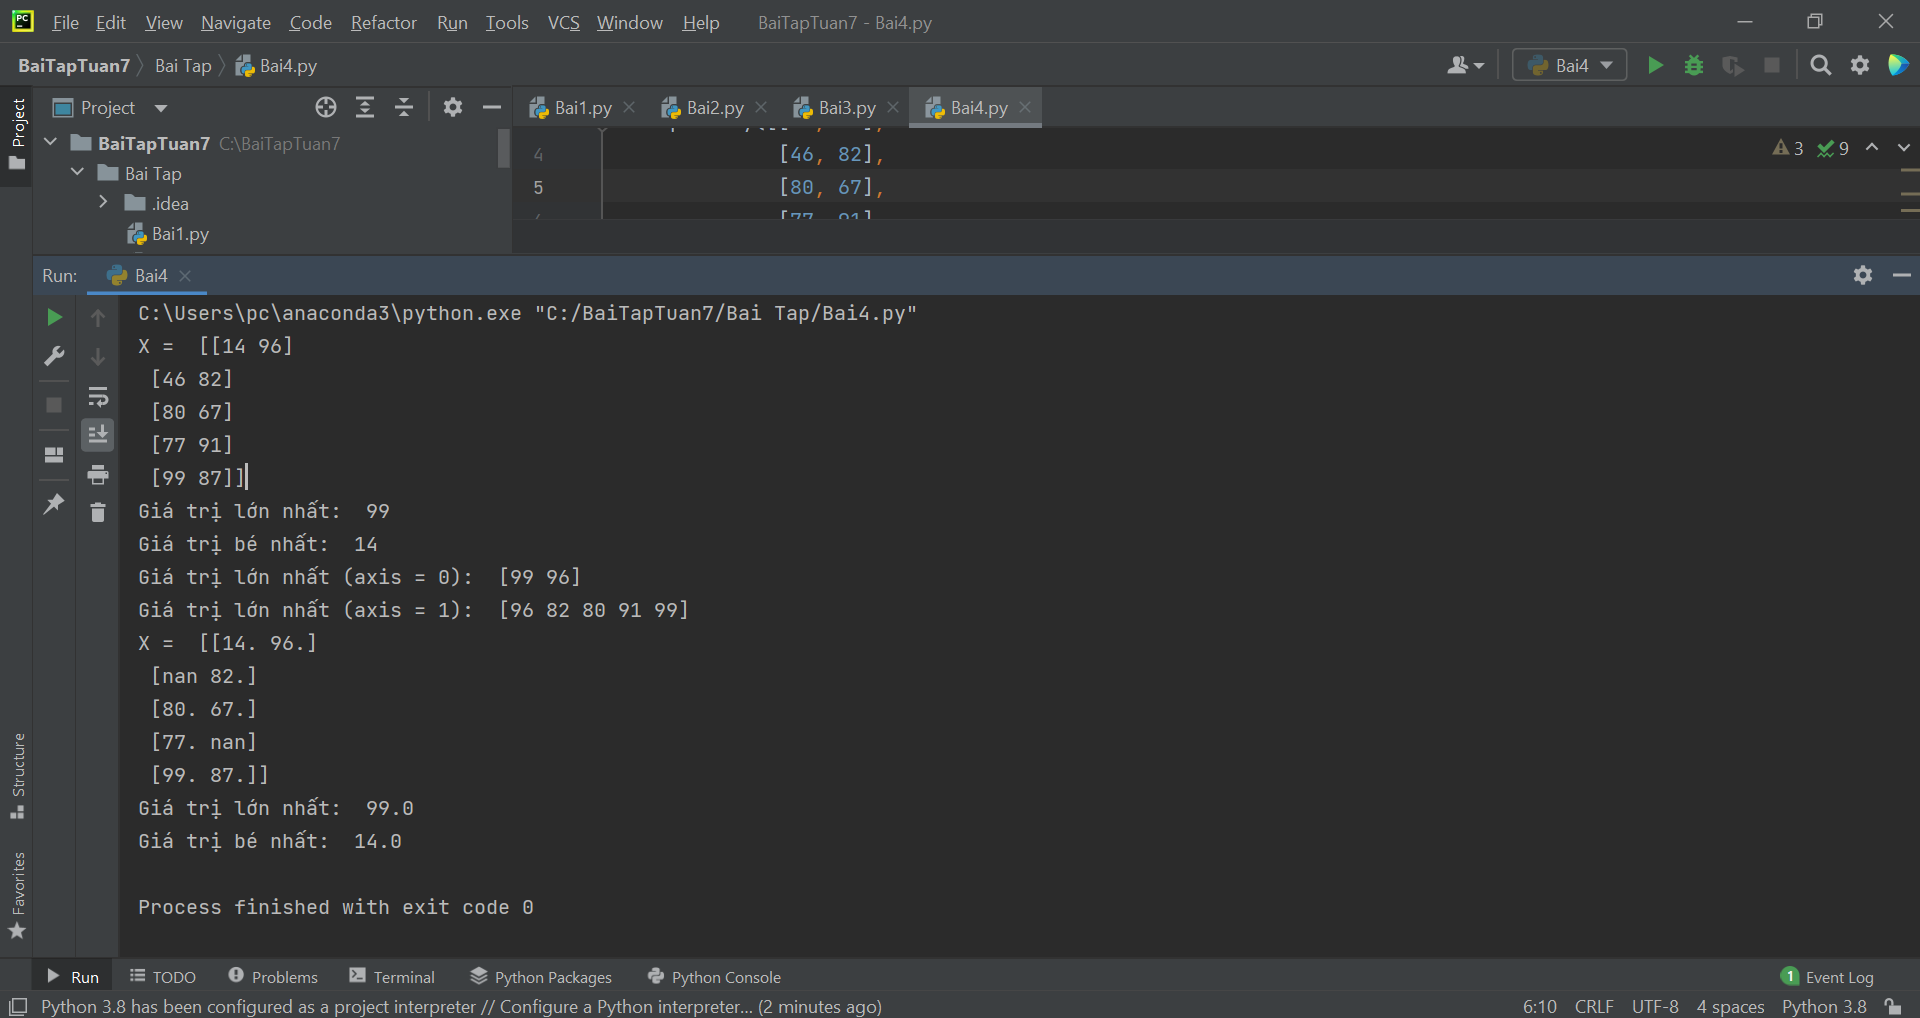 PC File Edit View Navigate Code Refactor Run Tools VCS Window Help BaiTapTuan7 - Bai4.py
BaiTapTuan7 Bai Tap Bai4.py Bai4
Project
Project
Bai1.py Bai2.py Bai3.py Bai4.py
BaiTapTuan7 C:\BaiTapTuan7
Bai Tap
.idea
Bai1.py
4 [46, 82],
5 [80, 67],
[77, 91]
3 9
Run: Bai4
C:\Users\pc\anaconda3\python.exe "C:/BaiTapTuan7/Bai Tap/Bai4.py"
X =  [[14 96]
 [46 82]
 [80 67]
 [77 91]
 [99 87]]
Giá trị lớn nhất:  99
Giá trị bé nhất:  14
Giá trị lớn nhất (axis = 0):  [99 96]
Giá trị lớn nhất (axis = 1):  [96 82 80 91 99]
X =  [[14. 96.]
 [nan 82.]
 [80. 67.]
 [77. nan]
 [99. 87.]]
Giá trị lớn nhất:  99.0
Giá trị bé nhất:  14.0
Process finished with exit code 0
Structure
Favorites
Run TODO Problems Terminal Python Packages Python Console 1 Event Log
Python 3.8 has been configured as a project interpreter // Configure a Python interpreter... (2 minutes ago) 6:10 CRLF UTF-8 4 spaces Python 3.8